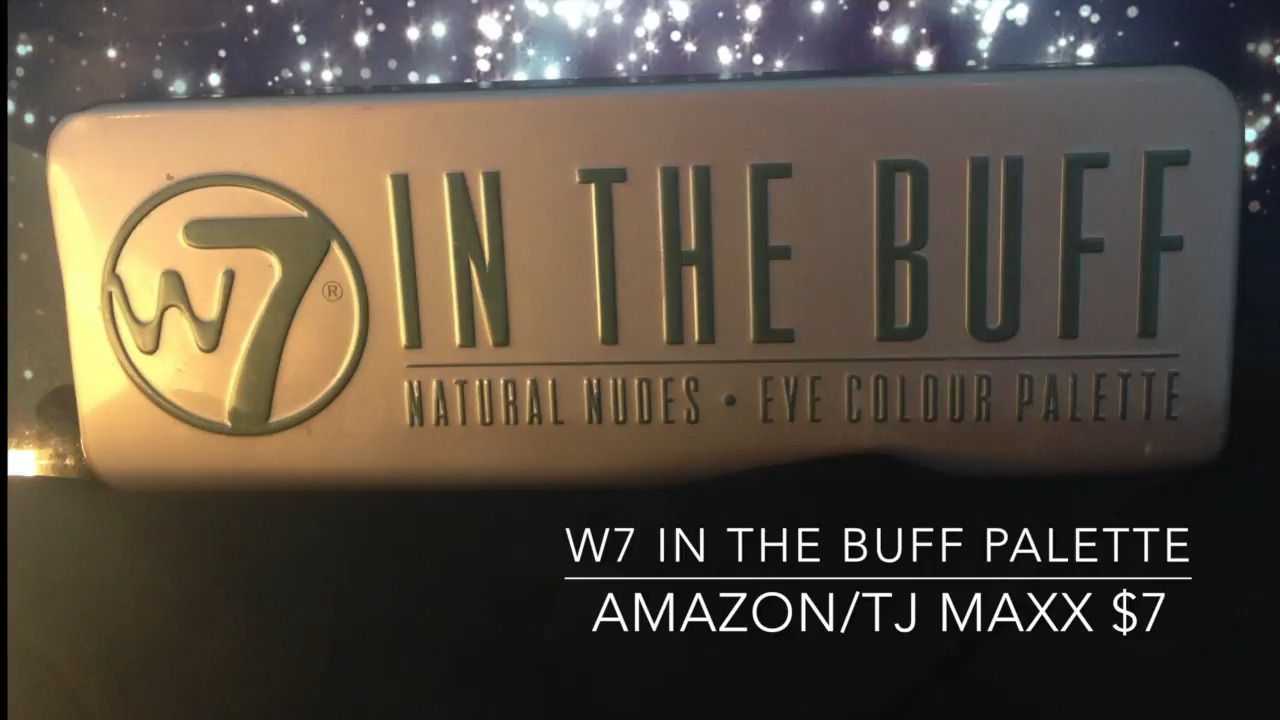 W7®
IN THE BUFF
NATURAL NUDES • EYE COLOUR PALETTE
W7 IN THE BUFF PALETTE
AMAZON/TJ MAXX $7